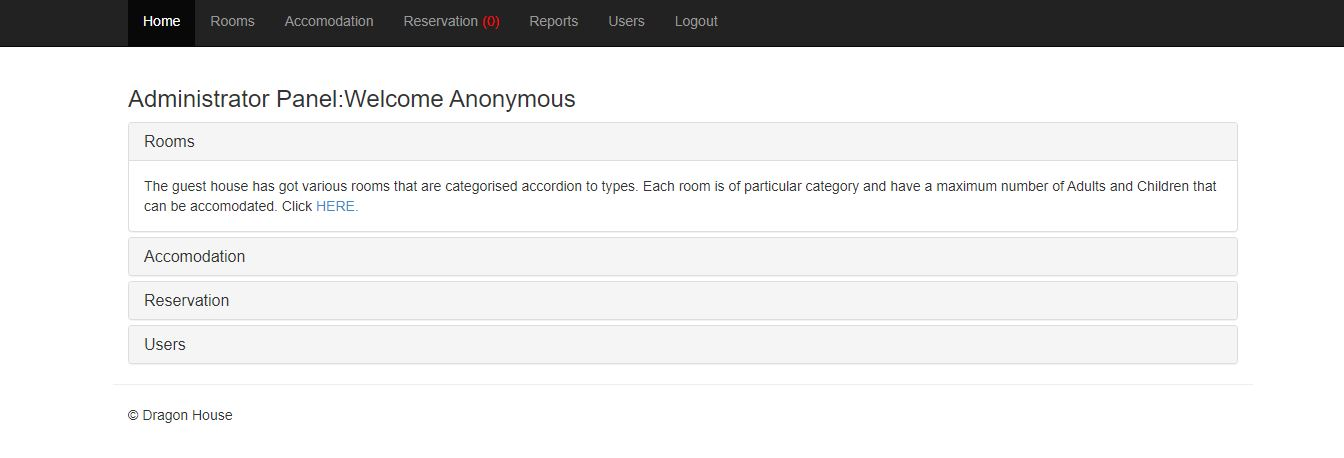 Home Rooms Accomodation Reservation (0) Reports Users Logout
Administrator Panel:Welcome Anonymous
Rooms
The guest house has got various rooms that are categorised accordion to types. Each room is of particular category and have a maximum number of Adults and Children that
can be accomodated. Click HERE.
Accomodation
Reservation
Users
© Dragon House